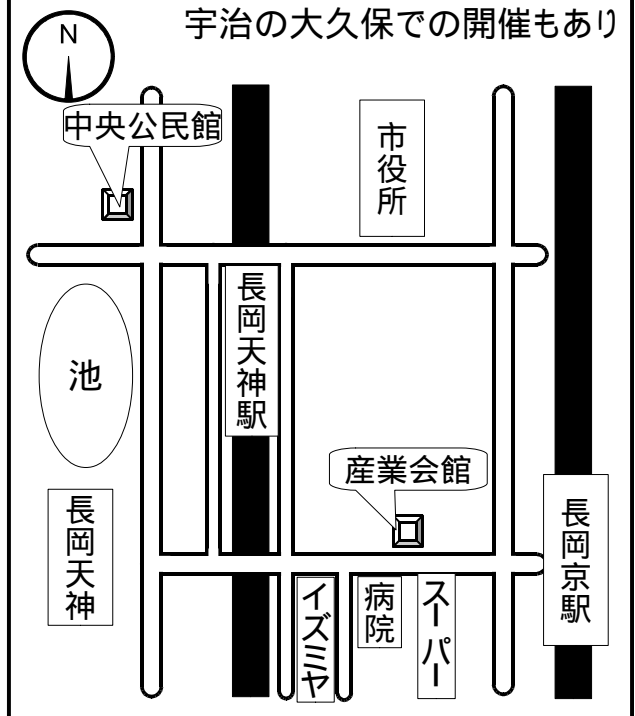 宇治の大久保での開催もあり
N
中央公民館
市役所
長岡天神駅
池
産業会館
長岡天神
長岡京駅
イズミヤ
病院
スーパー